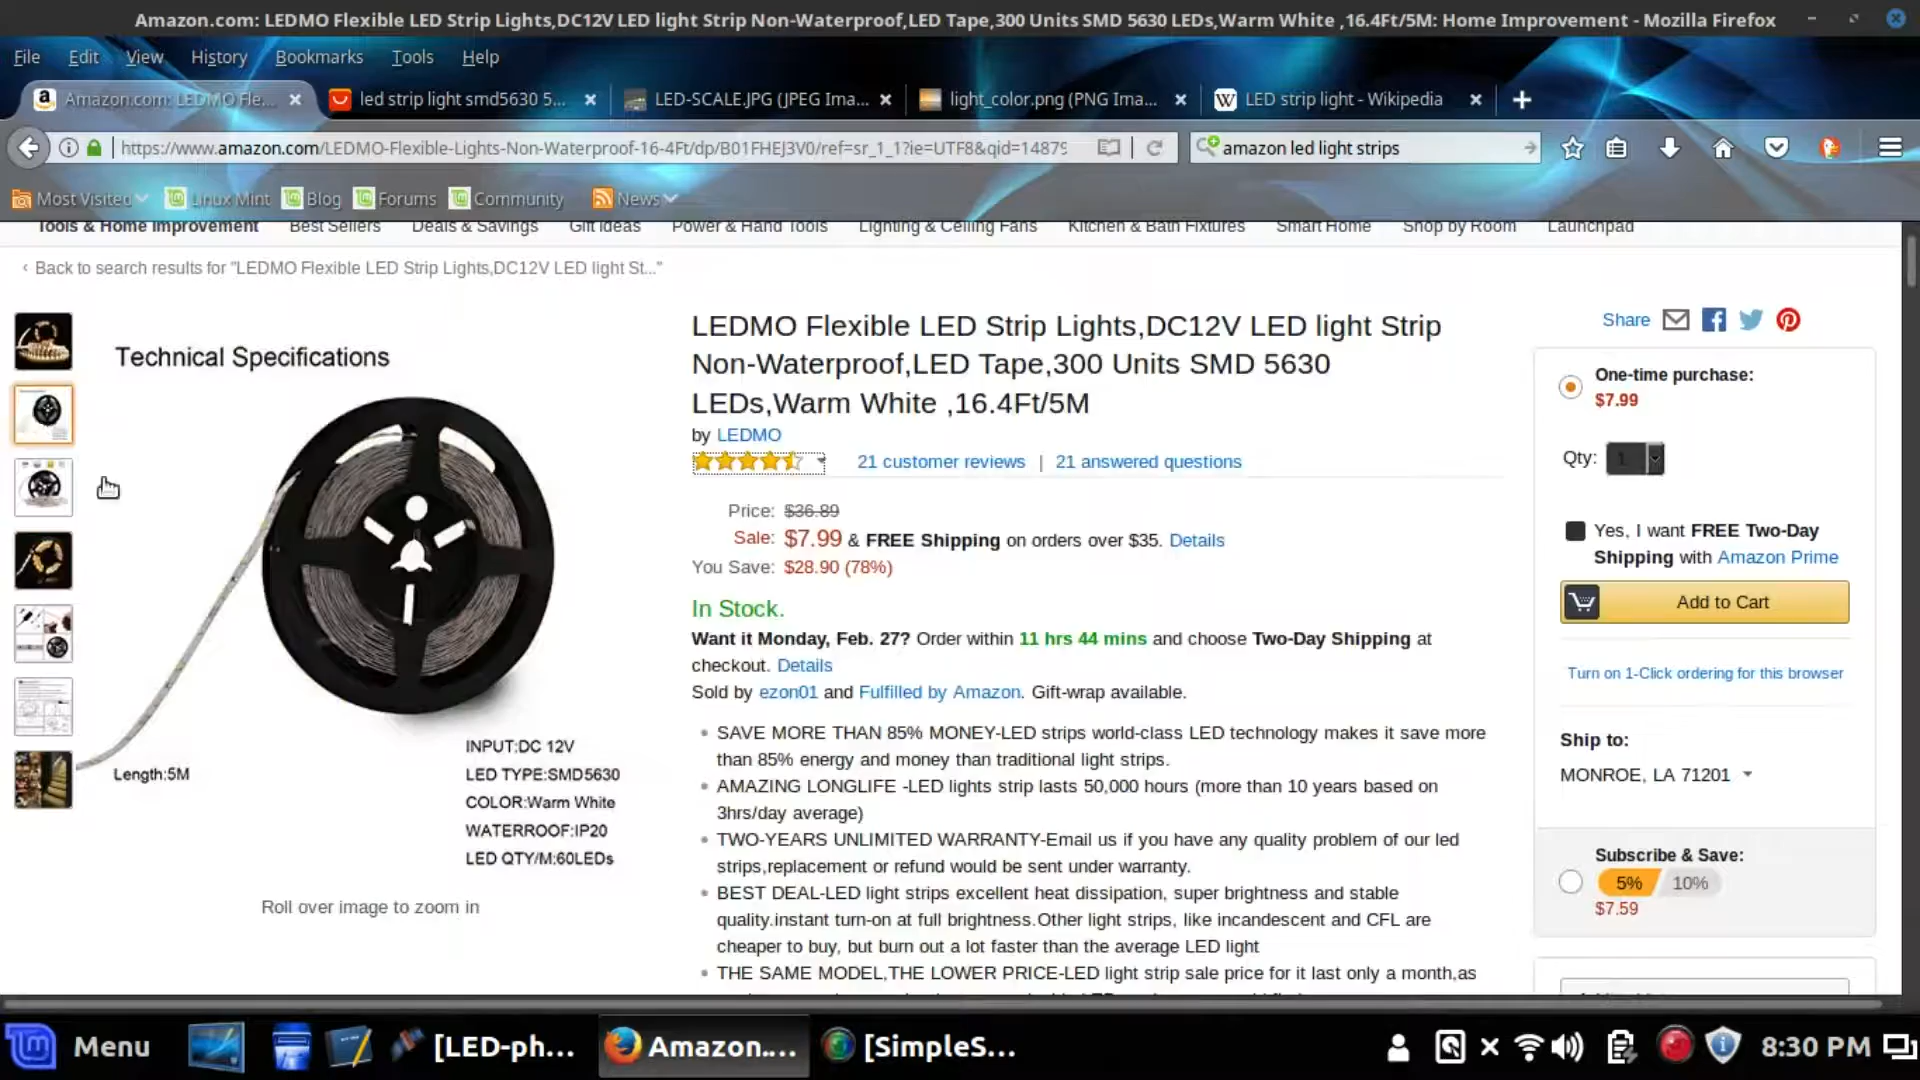 Amazon.com: LEDMO Flexible LED Strip Lights,DC12V LED light Strip Non-Waterproof,LED Tape,300 Units SMD 5630 LEDs,Warm White ,16.4Ft/5M: Home Improvement - Mozilla Firefox
File Edit View History Bookmarks Tools Help
Amazon.com: LEDMO Fle... led strip light smd5630 5... LED-SCALE.JPG (JPEG Ima... light_color.png (PNG Ima... LED strip light - Wikipedia
https://www.amazon.com/LEDMO-Flexible-Lights-Non-Waterproof-16-4Ft/dp/B01FHEJ3V0/ref=sr_1_1?ie=UTF8&qid=14879 amazon led light strips
Most Visited Linux Mint Blog Forums Community News
Tools & Home Improvement Best Sellers Deals & Savings Gift Ideas Power & Hand Tools Lighting & Ceiling Fans Kitchen & Bath Fixtures Smart Home Shop by Room Launchpad
‹ Back to search results for "LEDMO Flexible LED Strip Lights,DC12V LED light St..."
Technical Specifications
Length:5M
INPUT:DC 12V
LED TYPE:SMD5630
COLOR:Warm White
WATERROOF:IP20
LED QTY/M:60LEDs
Roll over image to zoom in
LEDMO Flexible LED Strip Lights,DC12V LED light Strip
Non-Waterproof,LED Tape,300 Units SMD 5630
LEDs,Warm White ,16.4Ft/5M
by LEDMO
21 customer reviews | 21 answered questions
Price: $36.89
Sale: $7.99 & FREE Shipping on orders over $35. Details
You Save: $28.90 (78%)
In Stock.
Want it Monday, Feb. 27? Order within 11 hrs 44 mins and choose Two-Day Shipping at
checkout. Details
Sold by ezon01 and Fulfilled by Amazon. Gift-wrap available.
SAVE MORE THAN 85% MONEY-LED strips world-class LED technology makes it save more
than 85% energy and money than traditional light strips.
AMAZING LONGLIFE -LED lights strip lasts 50,000 hours (more than 10 years based on
3hrs/day average)
TWO-YEARS UNLIMITED WARRANTY-Email us if you have any quality problem of our led
strips,replacement or refund would be sent under warranty.
BEST DEAL-LED light strips excellent heat dissipation, super brightness and stable
quality.instant turn-on at full brightness.Other light strips, like incandescent and CFL are
cheaper to buy, but burn out a lot faster than the average LED light
THE SAME MODEL,THE LOWER PRICE-LED light strip sale price for it last only a month,as
Share
One-time purchase:
$7.99
Qty: 1
Yes, I want FREE Two-Day
Shipping with Amazon Prime
Add to Cart
Turn on 1-Click ordering for this browser
Ship to:
MONROE, LA 71201
Subscribe & Save:
5% 10%
$7.59
Menu [LED-ph... Amazon.... [SimpleS... 8:30 PM